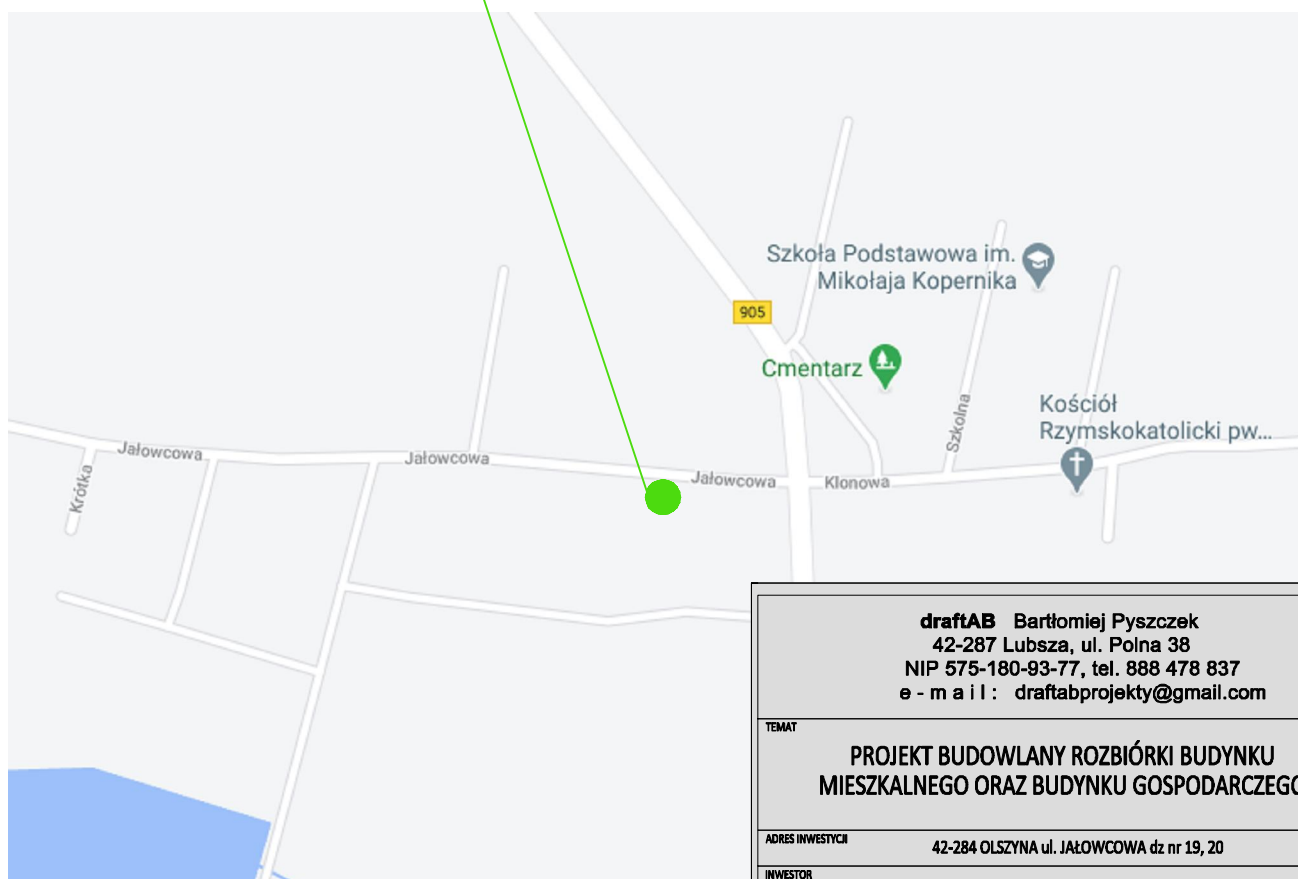 Szkoła Podstawowa im.
Mikołaja Kopernika
905
Cmentarz
Kościół
Rzymskokatolicki pw...
Szkolna
Jałowcowa
Jałowcowa
Jałowcowa
Klonowa
Krótka
draftAB Bartłomiej Pyszczek
42-287 Lubsza, ul. Polna 38
NIP 575-180-93-77, tel. 888 478 837
e - m a i l : draftabprojekty@gmail.com
TEMAT
PROJEKT BUDOWLANY ROZBIÓRKI BUDYNKU
MIESZKALNEGO ORAZ BUDYNKU GOSPODARCZEGO
ADRES INWESTYCJI
42-284 OLSZYNA ul. JAŁOWCOWA dz nr 19, 20
INWESTOR